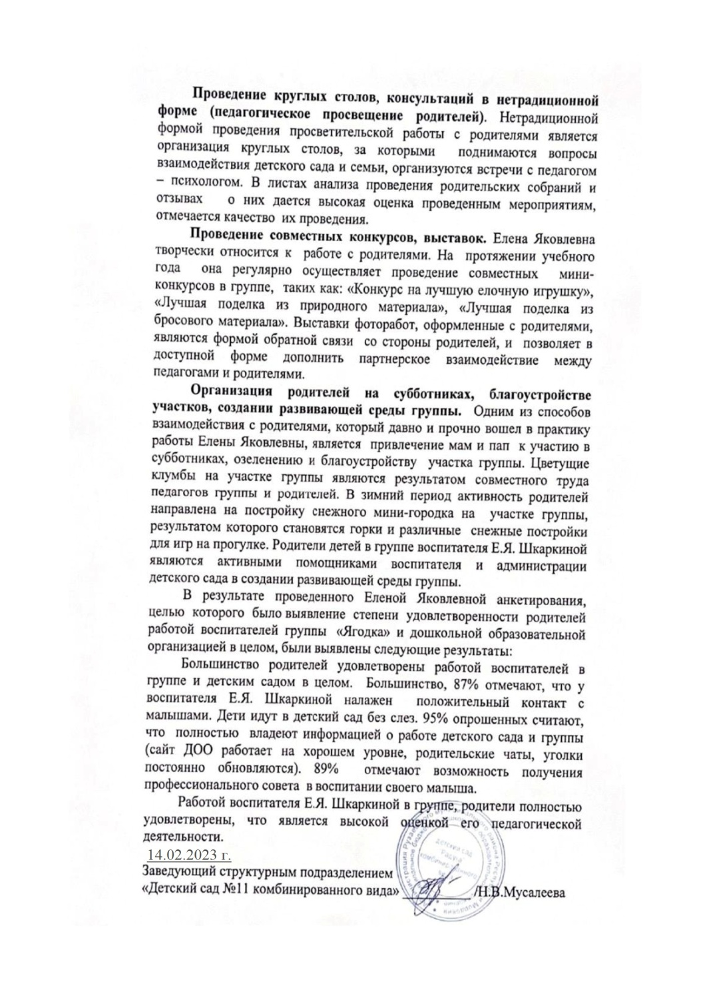 Проведение круглых столов, консультаций в нетрадиционной
форме (педагогическое просвещение родителей). Нетрадиционной
формой проведения просветительской работы с родителями является
организация круглых столов, за которыми поднимаются вопросы
взаимодействия детского сада и семьи, организуются встречи с педагогом
– психологом. В листах анализа проведения родительских собраний и
отзывах о них дается высокая оценка проведенным мероприятиям,
отмечается качество их проведения.
Проведение совместных конкурсов, выставок. Елена Яковлевна
творчески относится к работе с родителями. На протяжении учебного
года она регулярно осуществляет проведение совместных мини-
конкурсов в группе, таких как: «Конкурс на лучшую елочную игрушку»,
«Лучшая поделка из природного материала», «Лучшая поделка из
бросового материала». Выставки фоторабот, оформленные с родителями,
являются формой обратной связи со стороны родителей, и позволяет в
доступной форме дополнить партнерское взаимодействие между
педагогами и родителями.
Организация родителей на субботниках, благоустройстве
участков, создании развивающей среды группы. Одним из способов
взаимодействия с родителями, который давно и прочно вошел в практику
работы Елены Яковлевны, является привлечение мам и пап к участию в
субботниках, озеленению и благоустройству участка группы. Цветущие
клумбы на участке группы являются результатом совместного труда
педагогов группы и родителей. В зимний период активность родителей
направлена на постройку снежного мини-городка на участке группы,
результатом которого становятся горки и различные снежные постройки
для игр на прогулке. Родители детей в группе воспитателя Е.Я. Шкаркиной
являются активными помощниками воспитателя и администрации
детского сада в создании развивающей среды группы.
В результате проведенного Еленой Яковлевной анкетирования,
целью которого было выявление степени удовлетворенности родителей
работой воспитателей группы «Ягодка» и дошкольной образовательной
организацией в целом, были выявлены следующие результаты:
Большинство родителей удовлетворены работой воспитателей в
группе и детским садом в целом. Большинство, 87% отмечают, что у
воспитателя Е.Я. Шкаркиной налажен положительный контакт с
малышами. Дети идут в детский сад без слез. 95% опрошенных считают,
что полностью владеют информацией о работе детского сада и группы
(сайт ДОО работает на хорошем уровне, родительские чаты, уголки
постоянно обновляются). 89% отмечают возможность получения
профессионального совета в воспитании своего малыша.
Работой воспитателя Е.Я. Шкаркиной в группе, родители полностью
удовлетворены, что является высокой оценкой его педагогической
деятельности.
14.02.2023 г.
Заведующий структурным подразделением
«Детский сад №11 комбинированного вида» __________ /Н.В.Мусалеева
детский сад
Радуга
комбинированного